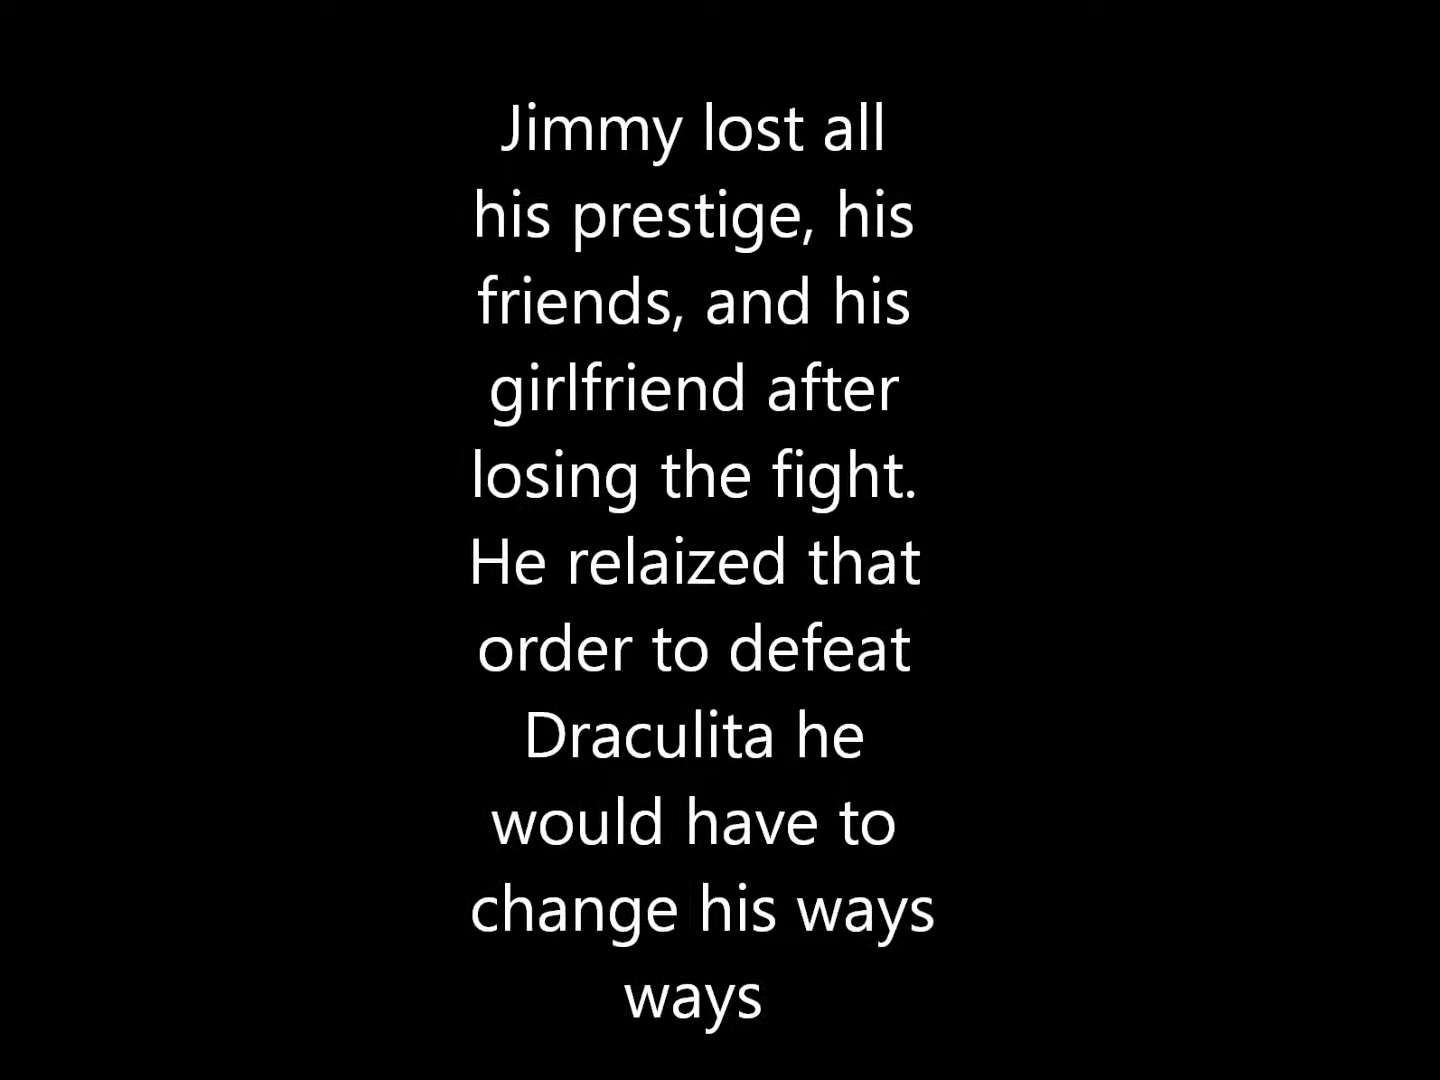 Jimmy lost all
his prestige, his
friends, and his
girlfriend after
losing the fight.
He relaized that
order to defeat
Draculita he
would have to
change his ways
ways